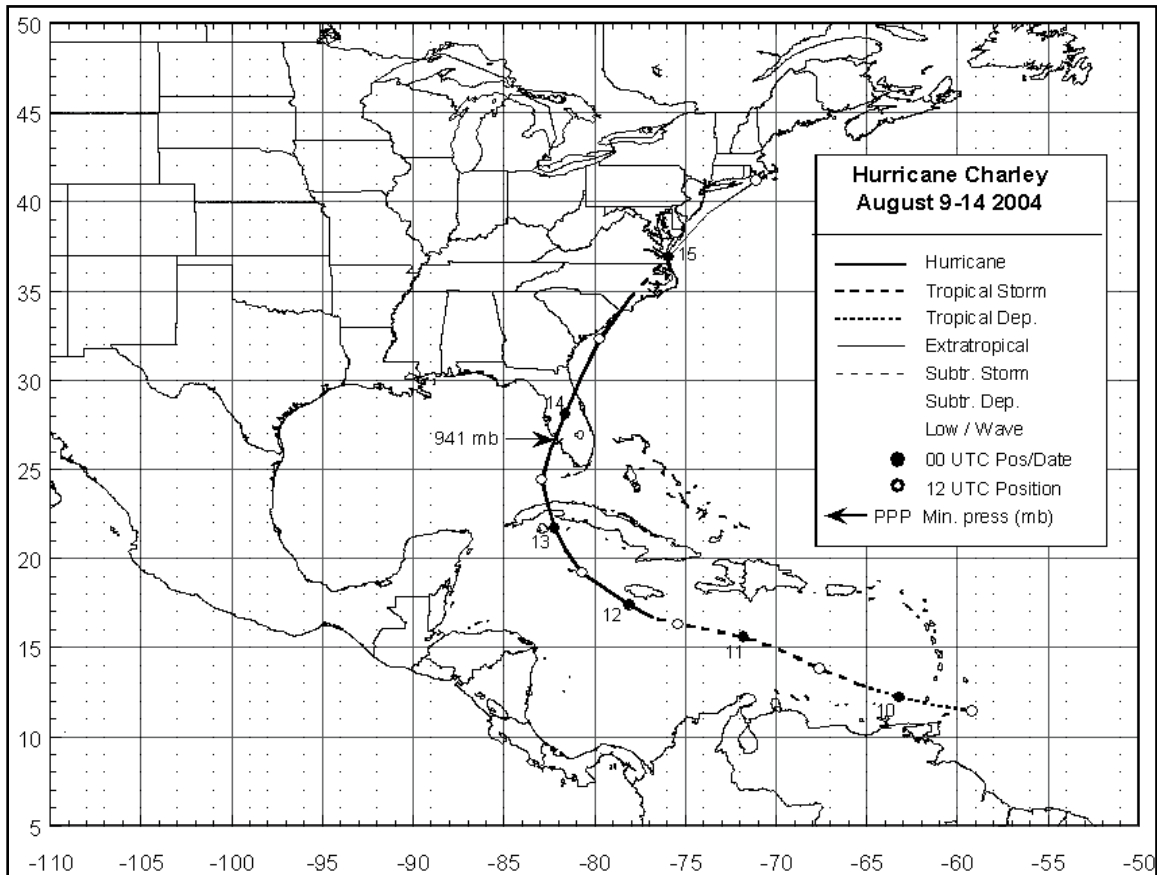 50
45
40
35
30
25
20
15
10
5
-110
-105
-100
-95
-90
-85
-80
-75
-70
-65
-60
-55
-50
Hurricane Charley
August 9-14 2004
Hurricane
Tropical Storm
Tropical Dep.
Extratropical
Subtr. Storm
Subtr. Dep.
Low / Wave
00 UTC Pos/Date
12 UTC Position
PPP Min. press (mb)
15
14
941 mb
13
12
11
10